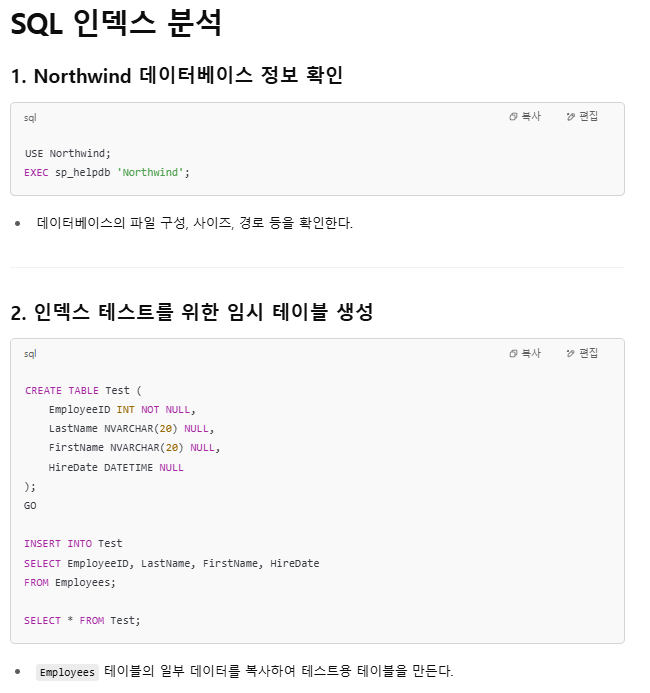 SQL 인덱스 분석
1. Northwind 데이터베이스 정보 확인
sql 복사 편집
USE Northwind;
EXEC sp_helpdb 'Northwind';
• 데이터베이스의 파일 구성, 사이즈, 경로 등을 확인한다.
2. 인덱스 테스트를 위한 임시 테이블 생성
sql 복사 편집
CREATE TABLE Test (
    EmployeeID INT NOT NULL,
    LastName NVARCHAR(20) NULL,
    FirstName NVARCHAR(20) NULL,
    HireDate DATETIME NULL
);
GO
INSERT INTO Test
SELECT EmployeeID, LastName, FirstName, HireDate
FROM Employees;
SELECT * FROM Test;
• Employees 테이블의 일부 데이터를 복사하여 테스트용 테이블을 만든다.